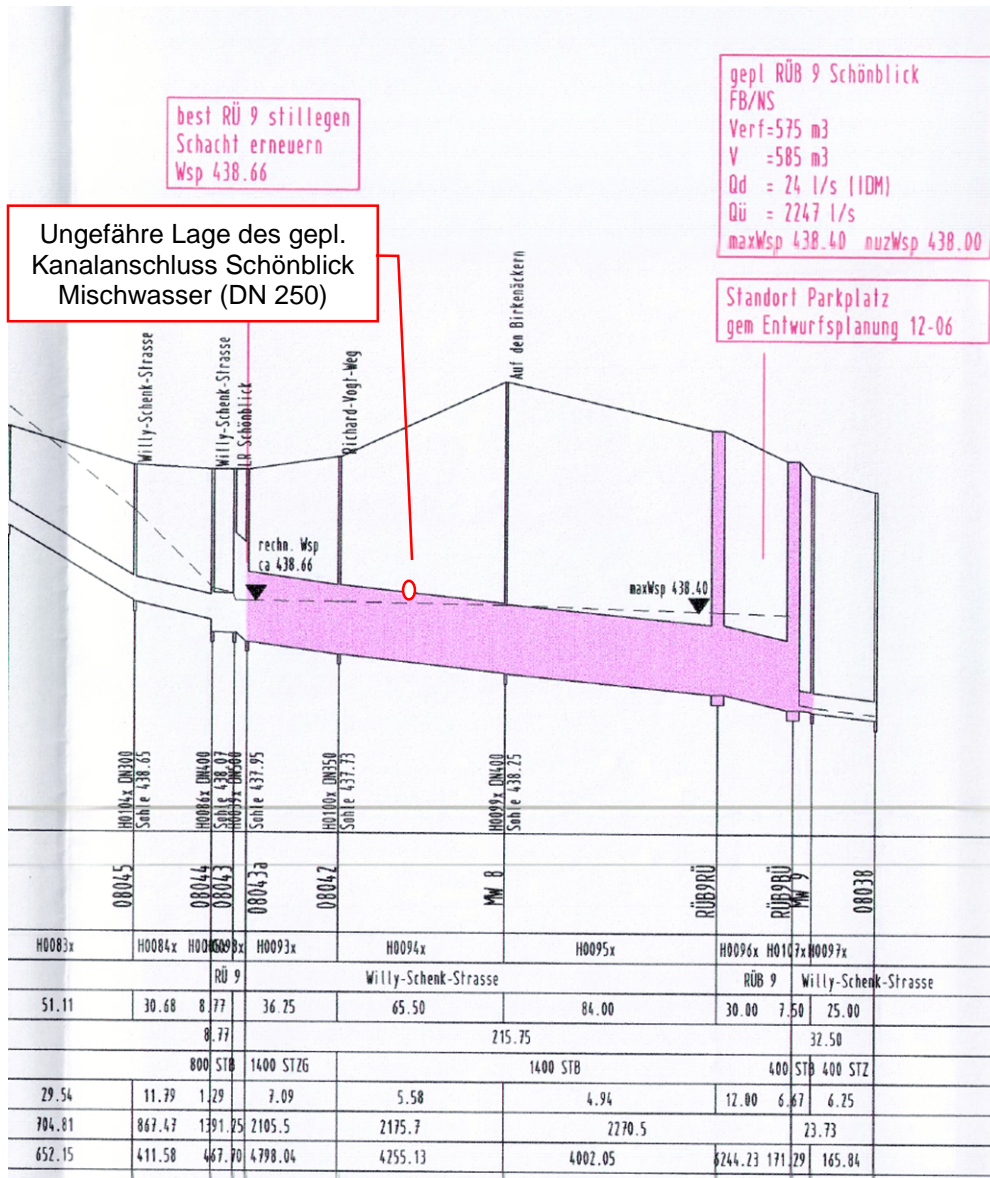 gepl RÜB 9 Schönblick
FB/NS
Verf=575 m3
V =585 m3
Qd = 24 l/s (IDM)
Qü = 2247 l/s
maxWsp 438.40 nuzWsp 438.00
best RÜ 9 stillegen
Schacht erneuern
Wsp 438.66
Ungefähre Lage des gepl.
Kanalanschluss Schönblick
Mischwasser (DN 250)
Standort Parkplatz
gem Entwurfsplanung 12-06
Willy-Schenk-Strasse
Willy-Schenk-Strasse
LR Schönblick
Richard-Vogt-Weg
Auf den Birkenäckern
rechn. Wsp
ca 438.66
maxWsp 438.40
H0104x DN300
Sohle 438.65
H0086x DN400
Sohle 438.07
Sohle 437.95
H0100x DN350
Sohle 437.73
H0099x DN400
Sohle 438.25
08045
08044
08043
08043a
08042
MW 8
RÜB9RÜ
RÜB9BÜ
MW 9
08038
H0083x H0084x H0093x H0094x H0095x H0096x H0107x H0097x
RÜ 9 Willy-Schenk-Strasse RÜB 9 Willy-Schenk-Strasse
51.11 30.68 8.77 36.25 65.50 84.00 30.00 7.50 25.00
8.77 215.75 32.50
800 STB 1400 STZG 1400 STB 400 STB 400 STZ
29.54 11.79 1.29 7.09 5.58 4.94 12.00 6.67 6.25
704.81 867.47 1391.25 2105.5 2175.7 2270.5 23.73
652.15 411.58 467.70 4798.04 4255.13 4002.05 6244.23 171.29 165.84